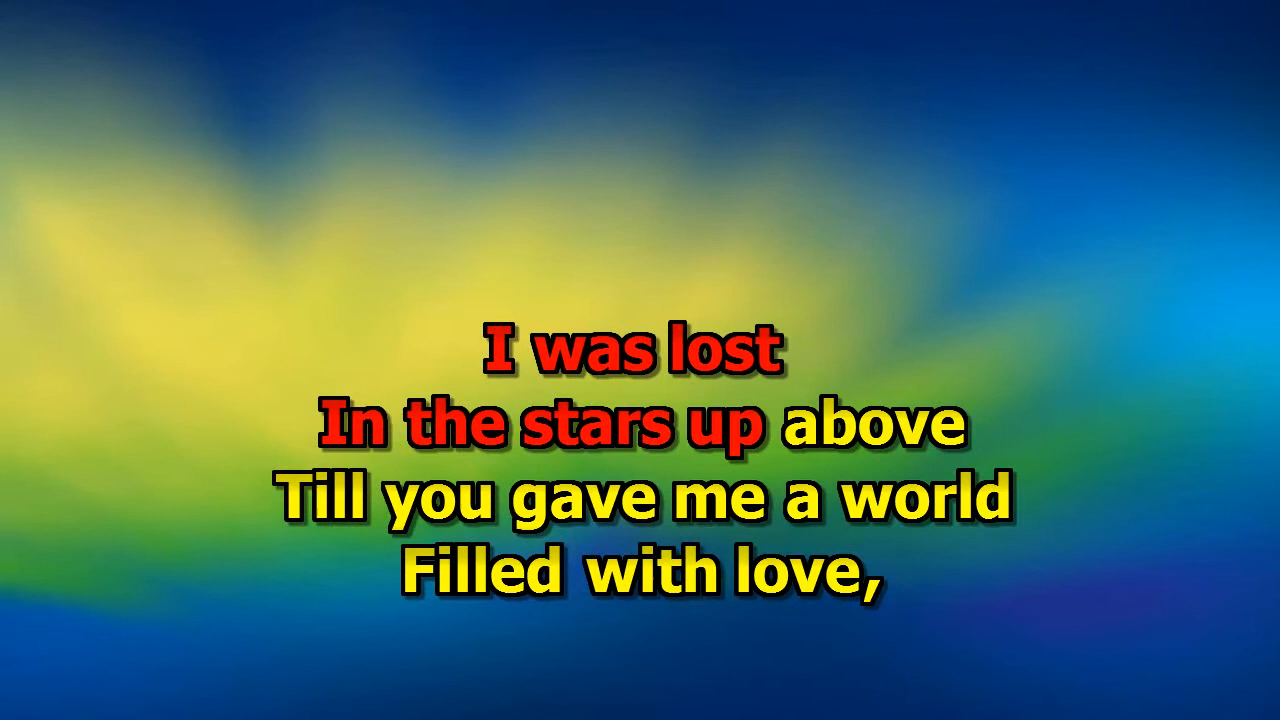 I was lost
In the stars up above
Till you gave me a world
Filled with love,